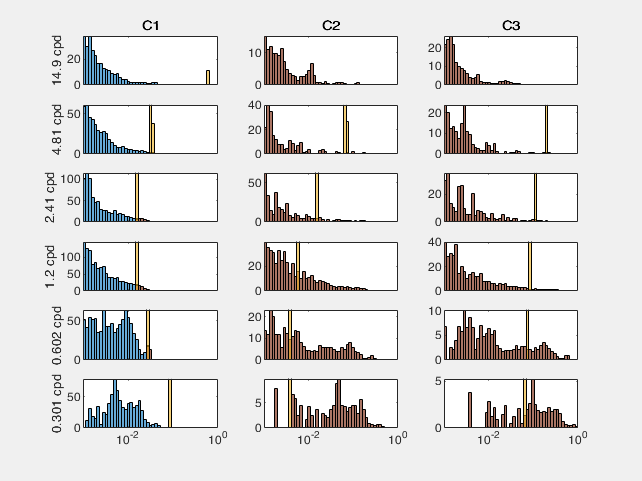 C1 C2 C3
14.9 cpd 20 0 10 0 20 10 0
4.81 cpd 50 0 40 20 0 20 10 0
2.41 cpd 100 50 0 50 0 20 0
1.2 cpd 100 50 0 20 0 40 20 0
0.602 cpd 50 0 20 10 0 10 5 0
0.301 cpd 50 0 5 0 5 0
10^-2 10^0 10^-2 10^0 10^-2 10^0